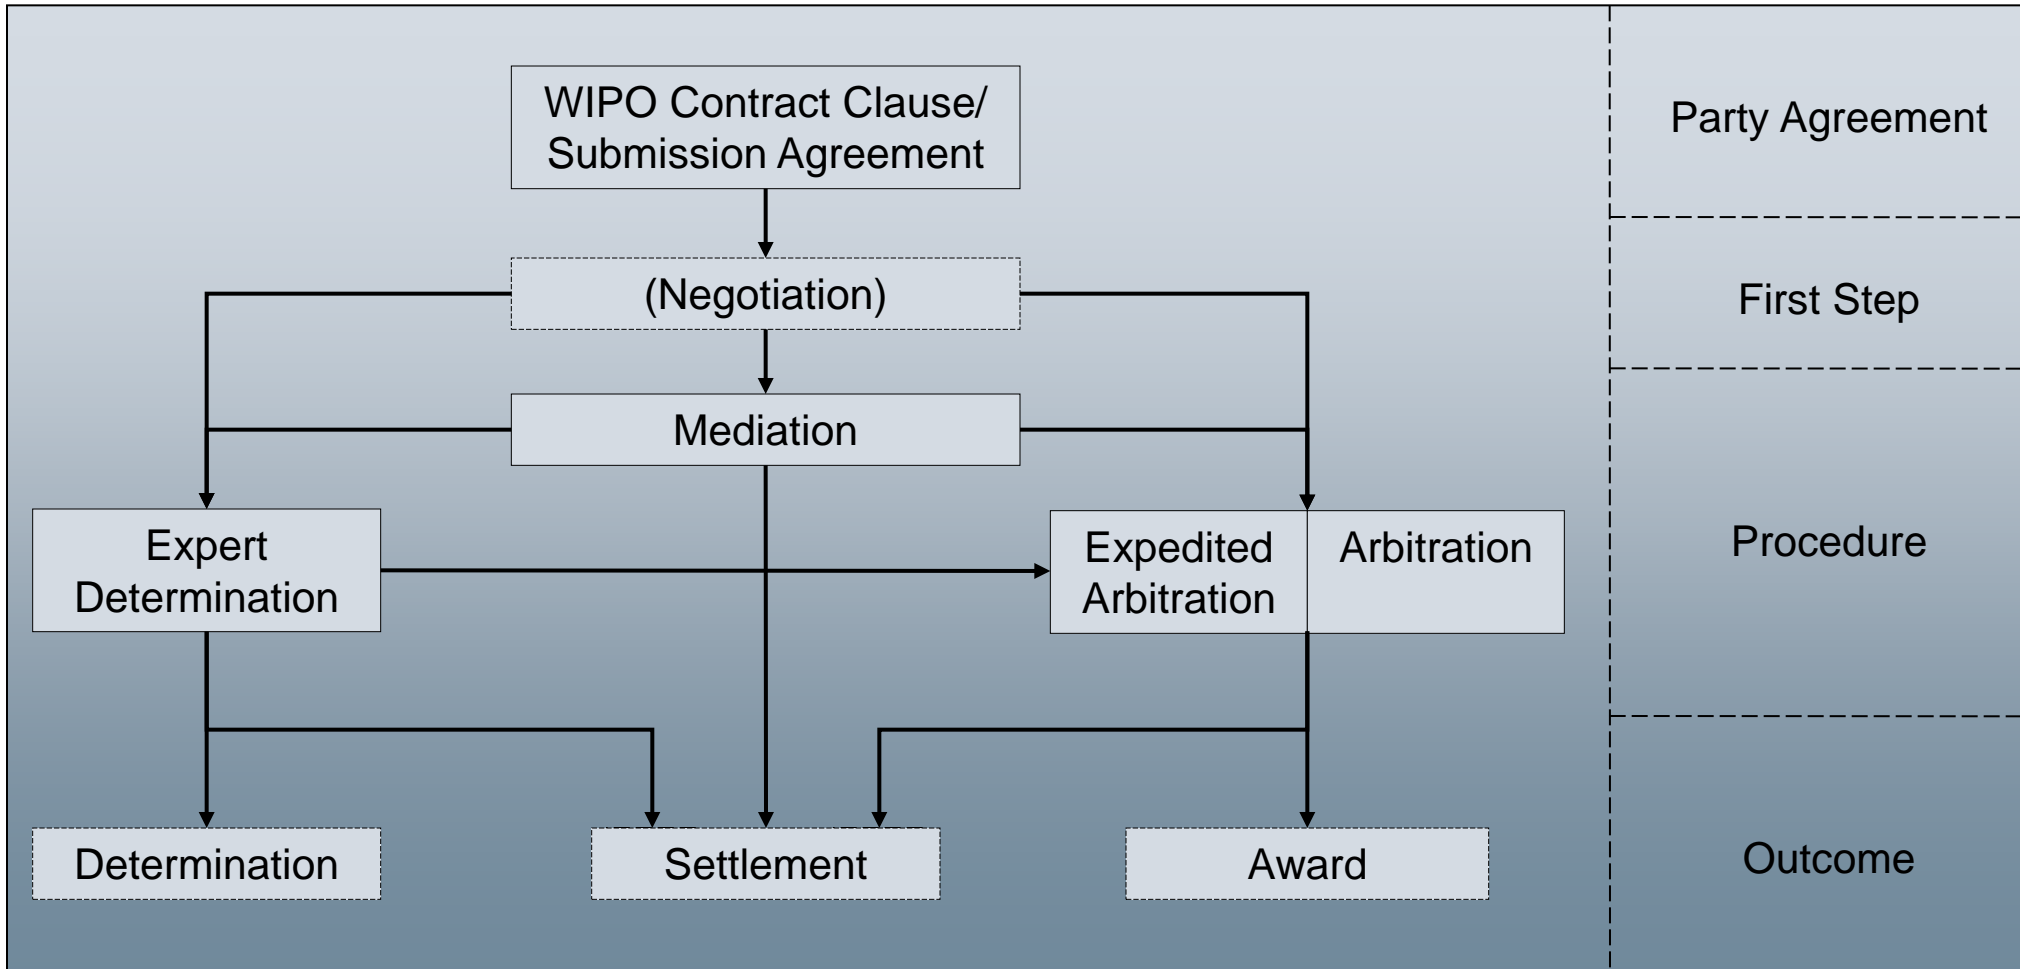 WIPO Contract Clause/
Submission Agreement
Party Agreement
(Negotiation)
First Step
Mediation
Expert
Determination
Expedited
Arbitration
Arbitration
Procedure
Determination
Settlement
Award
Outcome